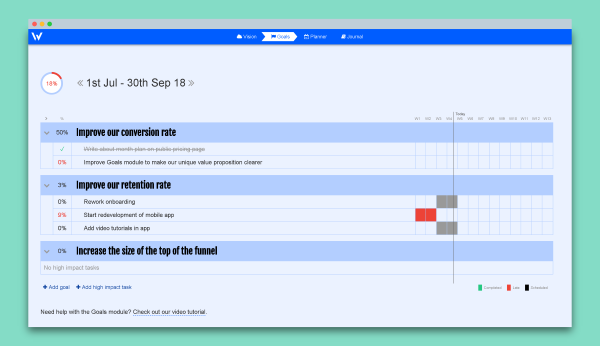 Vision Goals Planner Journal
18% « 1st Jul - 30th Sep 18 »
Today
# % W1 W2 W3 W4 W5 W6 W7 W8 W9 W10 W11 W12 W13
50% Improve our conversion rate
✓ Write about month plan on public pricing page
0% Improve Goals module to make our unique value proposition clearer
3% Improve our retention rate
0% Rework onboarding
9% Start redevelopment of mobile app
0% Add video tutorials in app
0% Increase the size of the top of the funnel
No high impact tasks
+ Add goal + Add high impact task
Completed Late Scheduled
Need help with the Goals module? Check out our video tutorial.